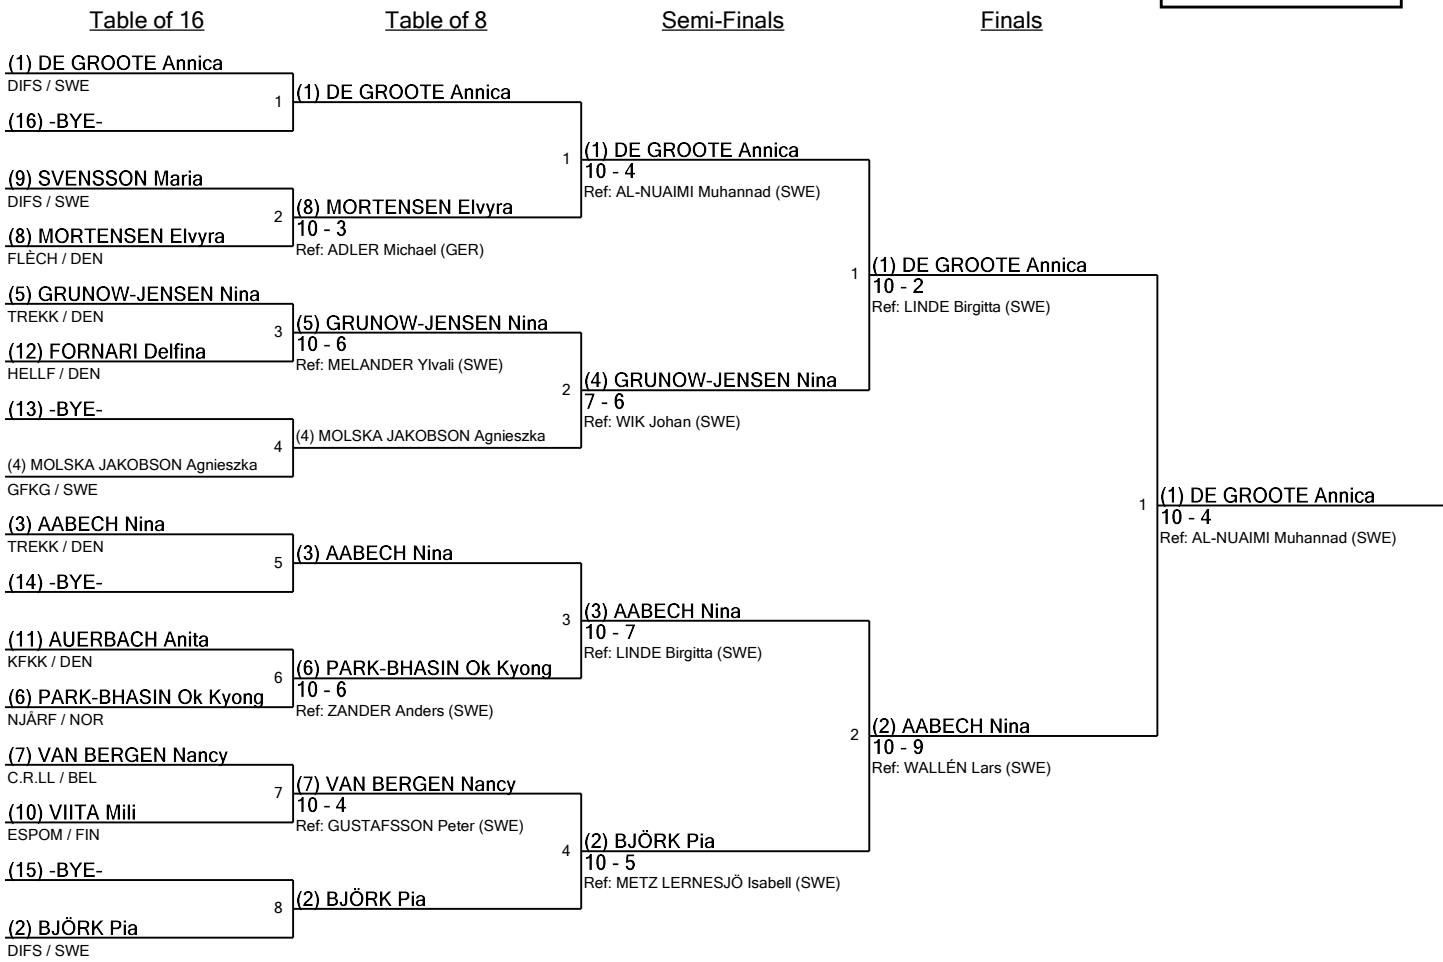 Table of 16
Table of 8
Semi-Finals
Finals
(1) DE GROOTE Annica
DIFS / SWE
1
(16) -BYE-
(9) SVENSSON Maria
DIFS / SWE
2
(8) MORTENSEN Elvyra
FLÈCH / DEN
(5) GRUNOW-JENSEN Nina
TREKK / DEN
3
(12) FORNARI Delfina
HELLF / DEN
(13) -BYE-
4
(4) MOLSKA JAKOBSON Agnieszka
GFKG / SWE
(3) AABECH Nina
TREKK / DEN
5
(14) -BYE-
(11) AUERBACH Anita
KFKK / DEN
6
(6) PARK-BHASIN Ok Kyong
NJÅRF / NOR
(7) VAN BERGEN Nancy
C.R.LL / BEL
7
(10) VIITA Mili
ESPOM / FIN
(15) -BYE-
8
(2) BJÖRK Pia
DIFS / SWE
(1) DE GROOTE Annica
1
(8) MORTENSEN Elvyra
10 - 3
Ref: ADLER Michael (GER)
(5) GRUNOW-JENSEN Nina
10 - 6
Ref: MELANDER Ylvali (SWE)
2
(4) MOLSKA JAKOBSON Agnieszka
(3) AABECH Nina
3
(6) PARK-BHASIN Ok Kyong
10 - 6
Ref: ZANDER Anders (SWE)
(7) VAN BERGEN Nancy
10 - 4
Ref: GUSTAFSSON Peter (SWE)
4
(2) BJÖRK Pia
(1) DE GROOTE Annica
10 - 4
Ref: AL-NUAIMI Muhannad (SWE)
1
(4) GRUNOW-JENSEN Nina
7 - 6
Ref: WIK Johan (SWE)
(3) AABECH Nina
10 - 7
Ref: LINDE Birgitta (SWE)
2
(2) BJÖRK Pia
10 - 5
Ref: METZ LERNESJÖ Isabell (SWE)
(1) DE GROOTE Annica
10 - 2
Ref: LINDE Birgitta (SWE)
1
(2) AABECH Nina
10 - 9
Ref: WALLÉN Lars (SWE)
(1) DE GROOTE Annica
10 - 4
Ref: AL-NUAIMI Muhannad (SWE)